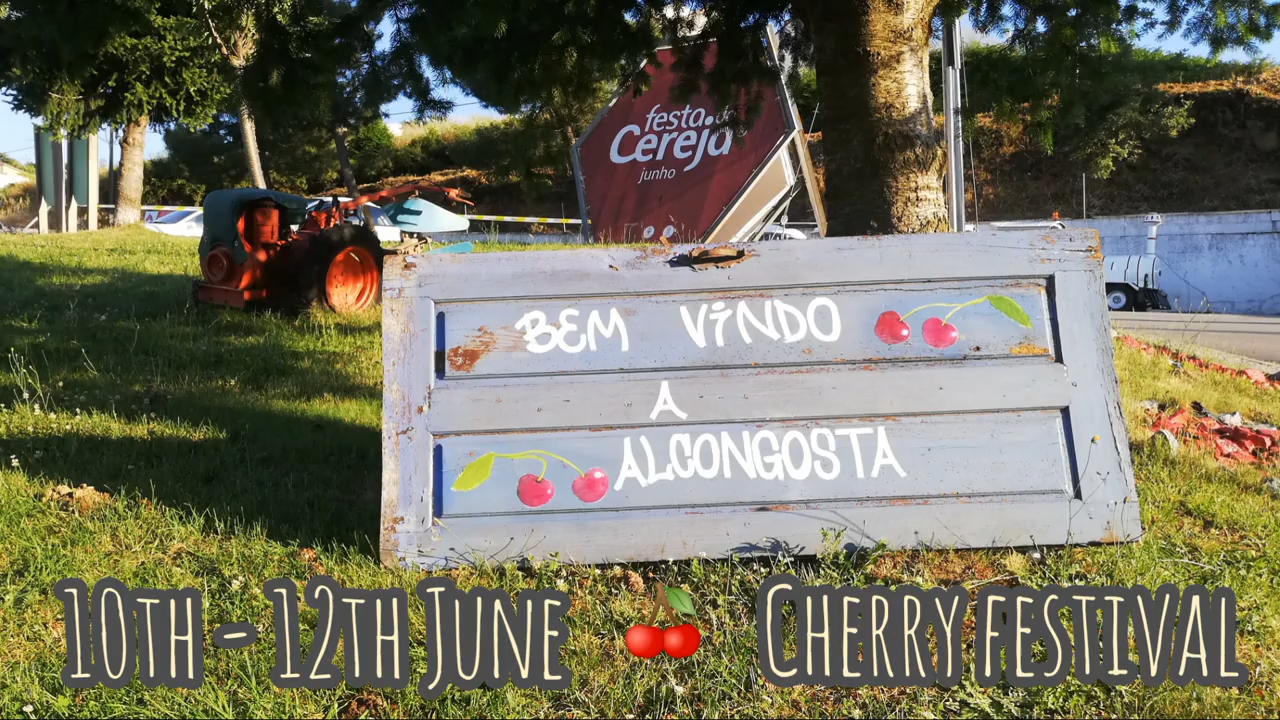 festa da
Cereja
junho
BEM VINDO
A
ALCONGOSTA
10TH - 12TH JUNE CHERRY FESTIVAL